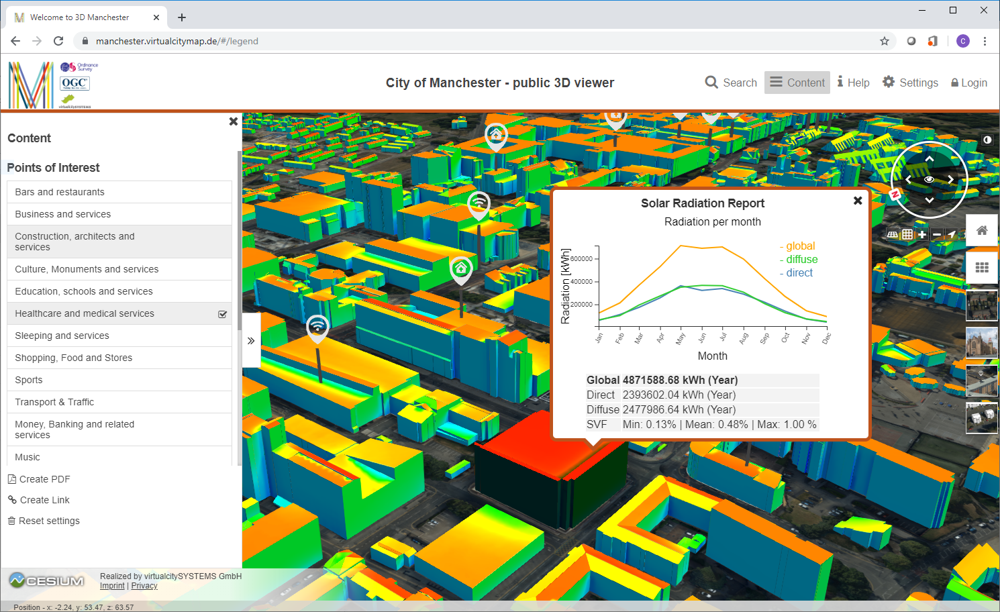 Welcome to 3D Manchester
manchester.virtualcitymap.de/#/legend
C
Ordnance
Survey
OGC
virtualcitySYSTEMS
City of Manchester - public 3D viewer
Search
Content
Help
Settings
Login
Content
Points of Interest
Bars and restaurants
Business and services
Construction, architects and
services
Culture, Monuments and services
Education, schools and services
Healthcare and medical services
Sleeping and services
Shopping, Food and Stores
Sports
Transport & Traffic
Money, Banking and related
services
Music
Create PDF
Create Link
Reset settings
CESIUM
Realized by virtualcitySYSTEMS GmbH
Imprint | Privacy
Position - x: -2.24, y: 53.47, z: 63.57
N
Solar Radiation Report
Radiation per month
- global
- diffuse
- direct
Radiation [kWh]
600000
400000
200000
Jan
Feb
Mar
Apr
May
Jun
Jul
Aug
Sep
Oct
Nov
Dec
Month
Global 4871588.68 kWh (Year)
Direct 2393602.04 kWh (Year)
Diffuse 2477986.64 kWh (Year)
SVF Min: 0.13% | Mean: 0.48% | Max: 1.00 %